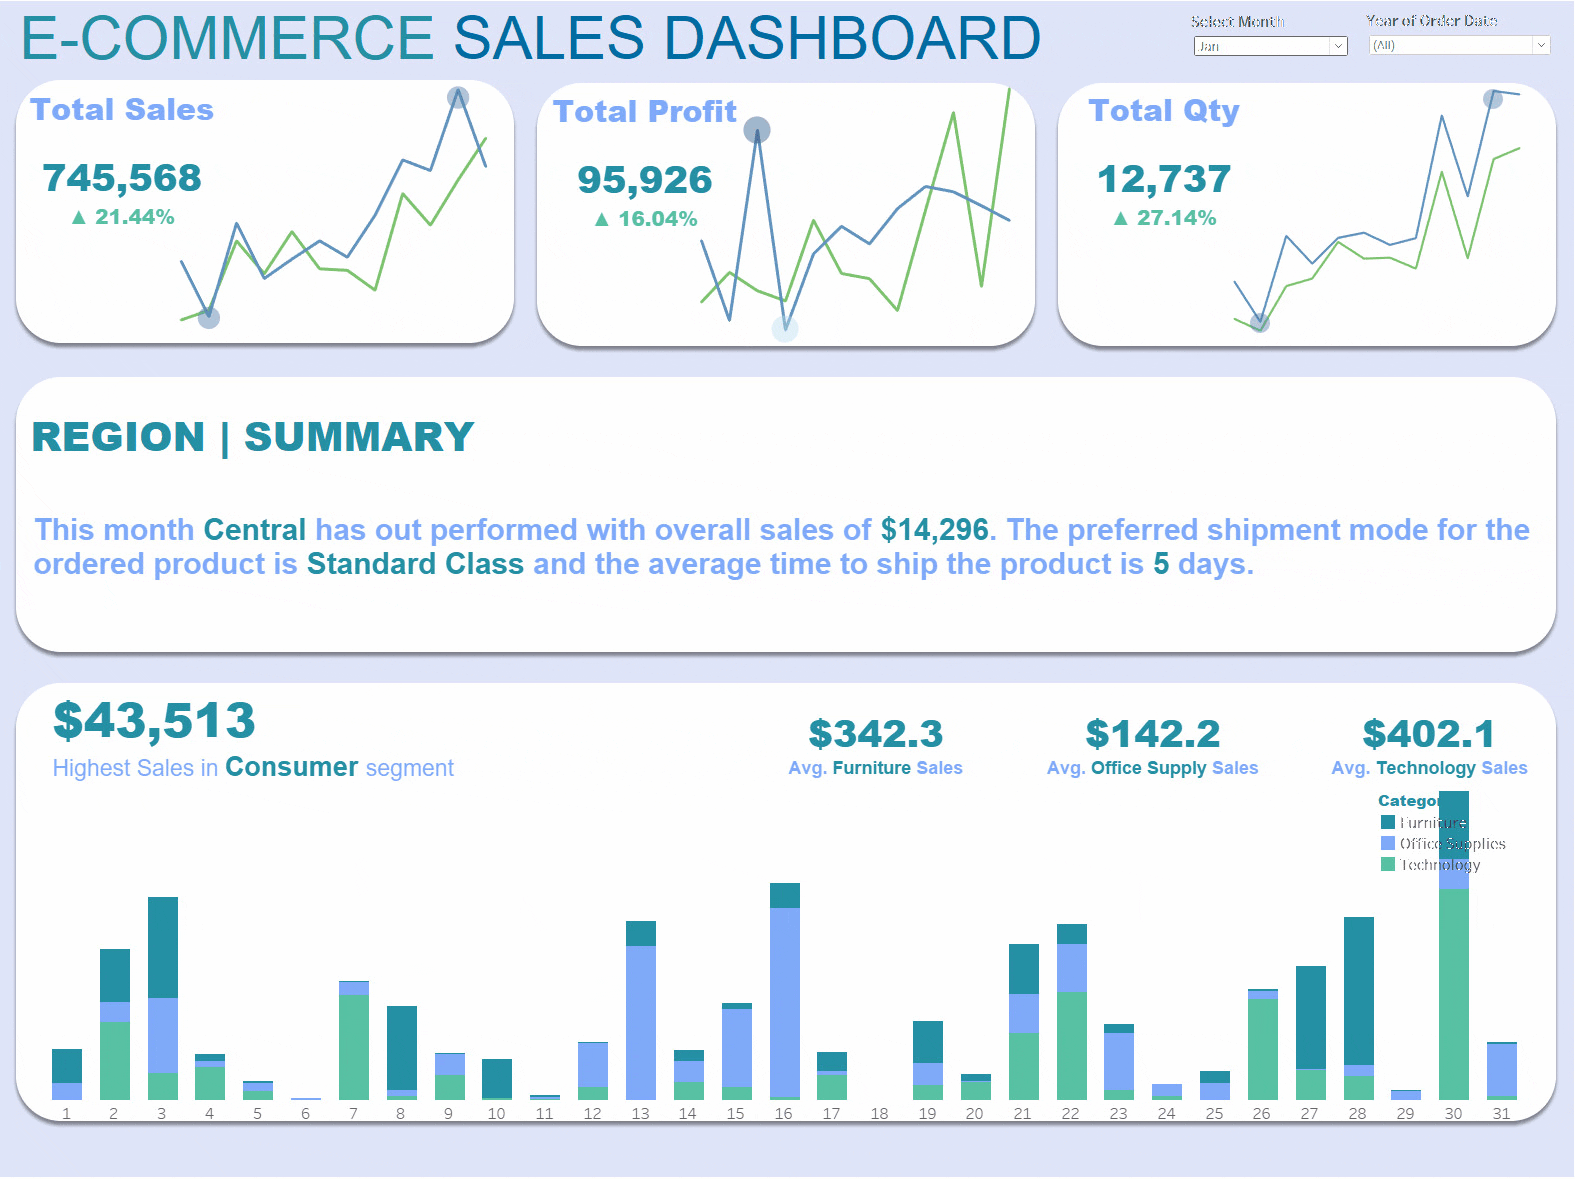 E-COMMERCE SALES DASHBOARD
Select Month
Year of Order Date
Jan
(All)
Total Sales
745,568
▲ 21.44%
Total Profit
95,926
▲ 16.04%
Total Qty
12,737
▲ 27.14%
REGION | SUMMARY
This month Central has out performed with overall sales of $14,296. The preferred shipment mode for the
ordered product is Standard Class and the average time to ship the product is 5 days.
$43,513
Highest Sales in Consumer segment
$342.3
Avg. Furniture Sales
$142.2
Avg. Office Supply Sales
$402.1
Avg. Technology Sales
Categor
Furniture
Office Supplies
Technology
1 2 3 4 5 6 7 8 9 10 11 12 13 14 15 16 17 18 19 20 21 22 23 24 25 26 27 28 29 30 31